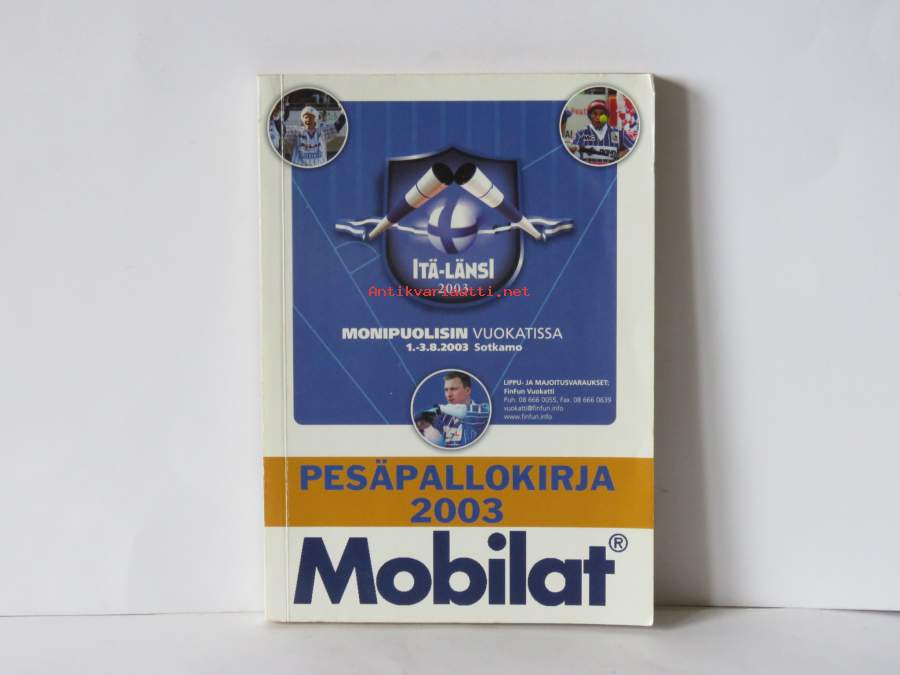 ITÄ-LÄNSI
2003
Antikvariaatti.net
MONIPUOLISIN VUOKATISSA
1.-3.8.2003 Sotkamo
LIPPU- JA MAJOITUSVARAUKSET:
FinFun Vuokatti
Puh. 08 666 0055, Fax. 08 666 0639
vuokatti@finfun.info
www.finfun.info
PESÄPALLOKIRJA
2003
Mobilat®